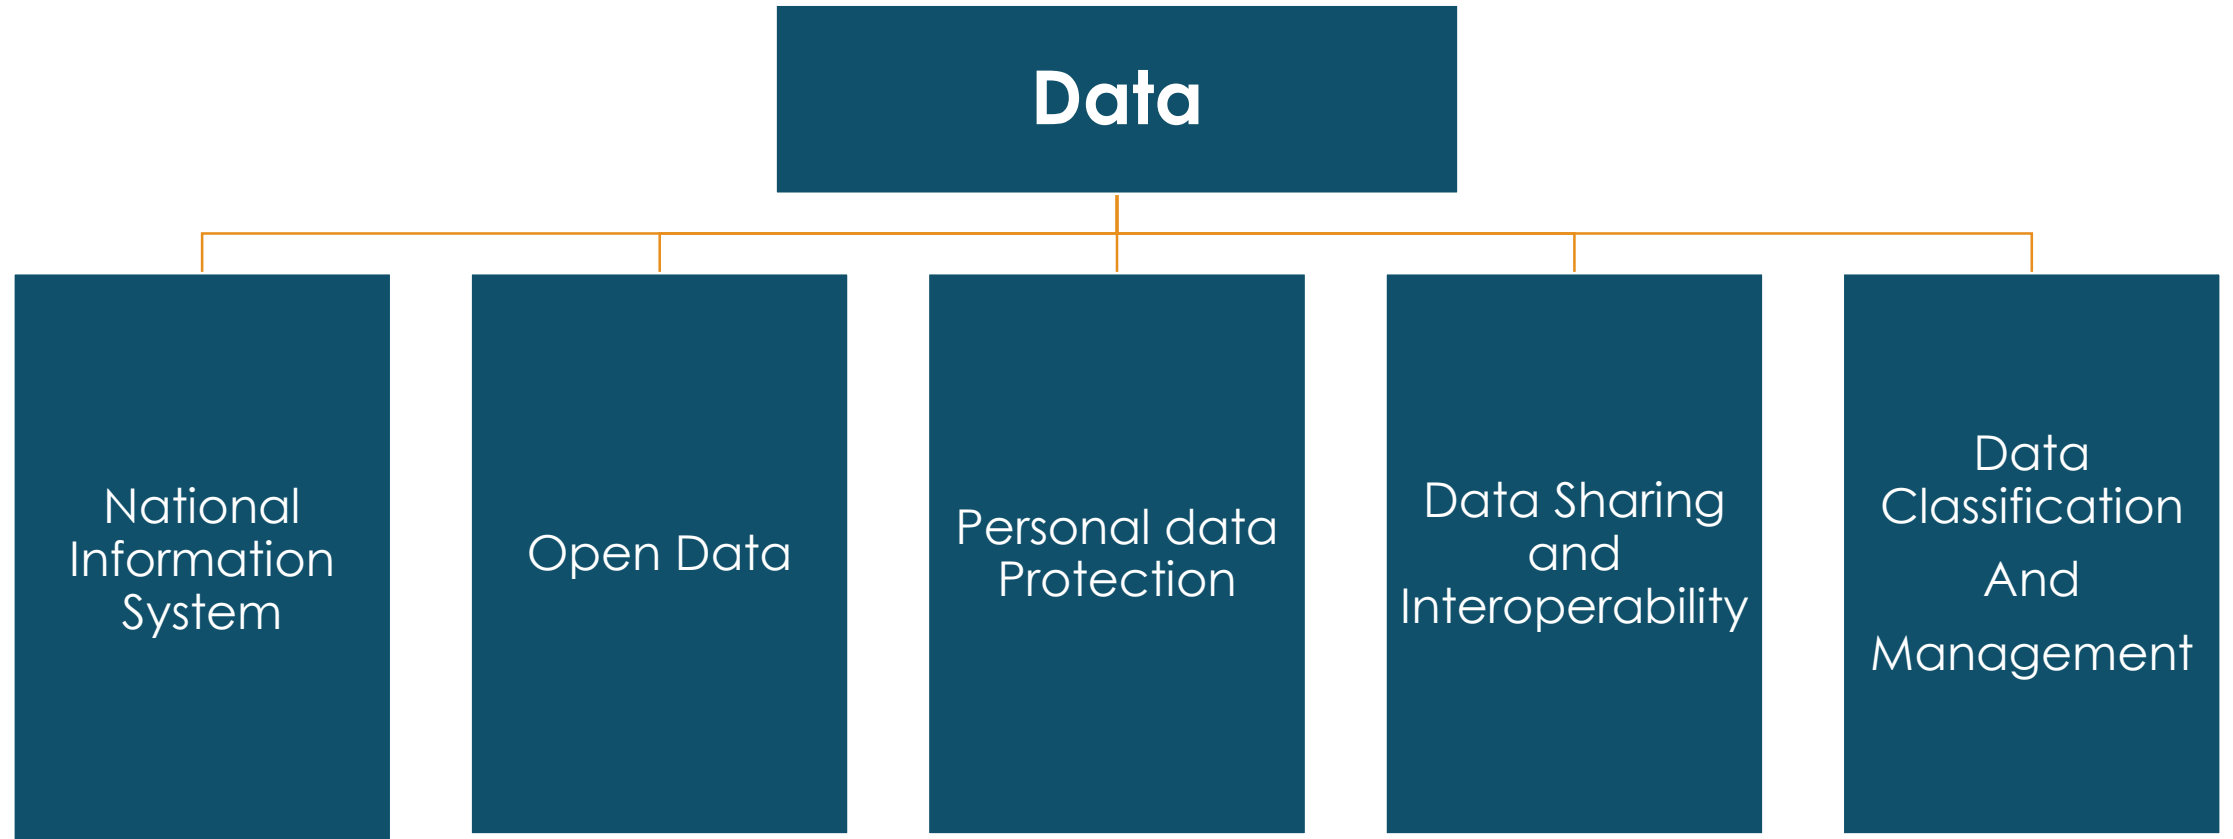 Data
National
Information
System
Open Data
Personal data
Protection
Data Sharing
and
Interoperability
Data
Classification
And
Management